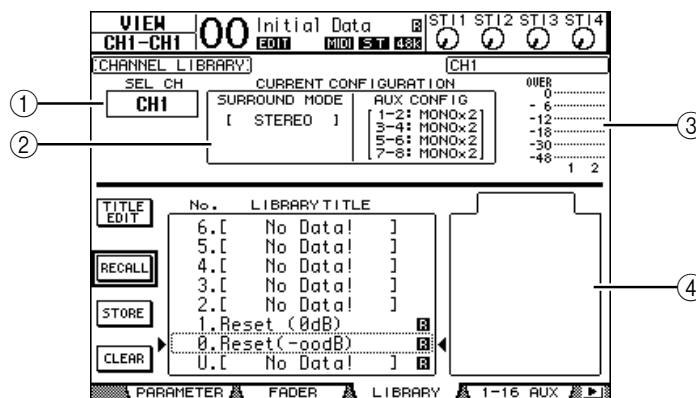 VIEW
CH1-CH1
00
Initial Data R
EDIT MIDI ST 48K
STI1 STI2 STI3 STI4
CHANNEL LIBRARY
CH1
SEL CH
CH1
CURRENT CONFIGURATION
SURROUND MODE
[ STEREO ]
AUX CONFIG
[1-2: MONOx2]
3-4: MONOx2
5-6: MONOx2
[7-8: MONOx2]
OVER
0
- 6
-12
-18
-30
-48
1 2
①
②
③
④
TITLE EDIT
RECALL
STORE
CLEAR
No. LIBRARY TITLE
6.[ No Data! ]
5.[ No Data! ]
4.[ No Data! ]
3.[ No Data! ]
2.[ No Data! ]
1.Reset (0dB) R
0.Reset(-oodB) R
U.[ No Data! ] R
PARAMETER FADER LIBRARY 1-16 AUX